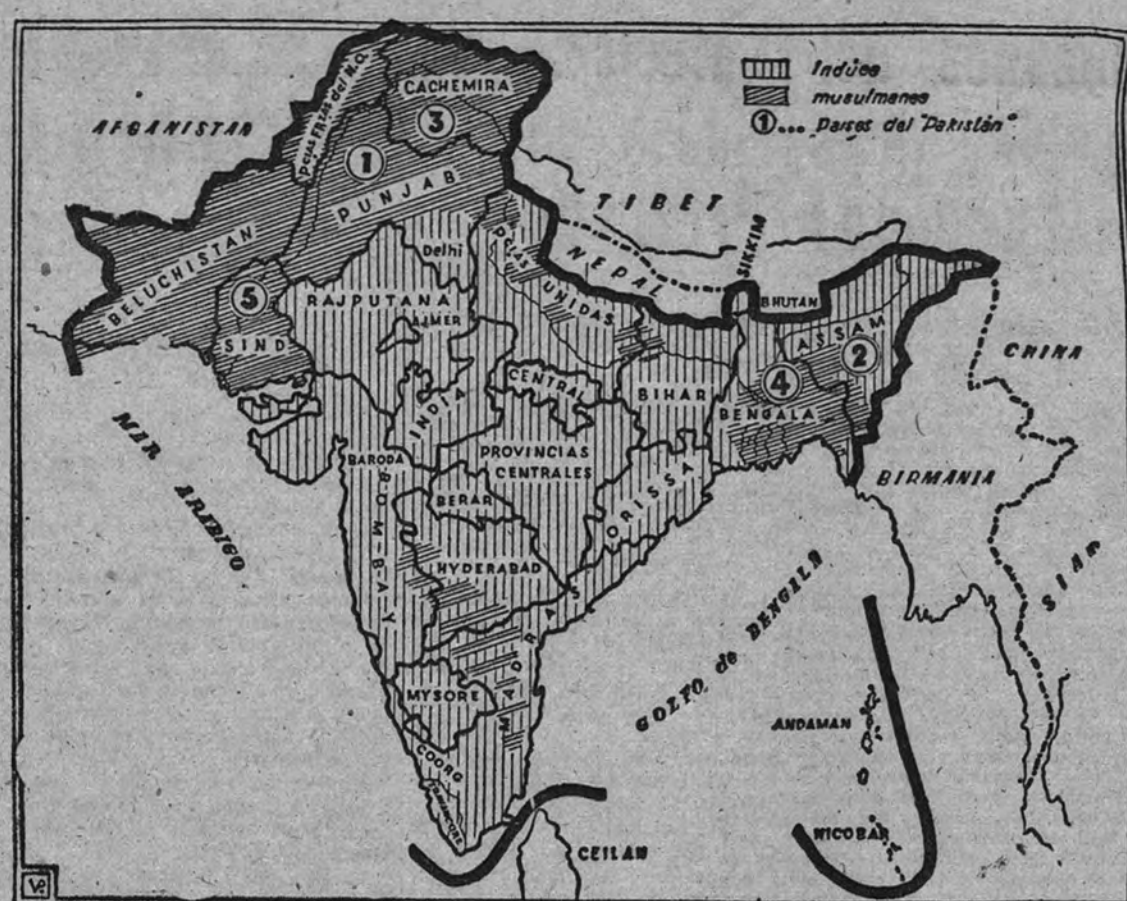 Indúes
musulmanes
①... Países del "Pakistán"
AFGANISTAN
Pcias FRZAS del N.O.
CACHEMIRA
③
①
PUNJAB
TIBET
SIKKIM
BELUCHISTAN
Delhi
PCIAS UNIDAS
NEPAL
BHUTAN
⑤
RAJPUTANA
AJMER
ASSAM
②
CHINA
SIND
CENTRAL
INDIA
BIHAR
④
BENGALA
MAR ARABIGO
BARODA
PROVINCIAS
CENTRALES
BIRMANIA
BERAR
ORISSA
BOMBAY
HYDERABAD
SIAM
MADRAS
GOLFO de BENGALA
MYSORE
ANDAMAN
COORG
NICOBAR
CEILAN